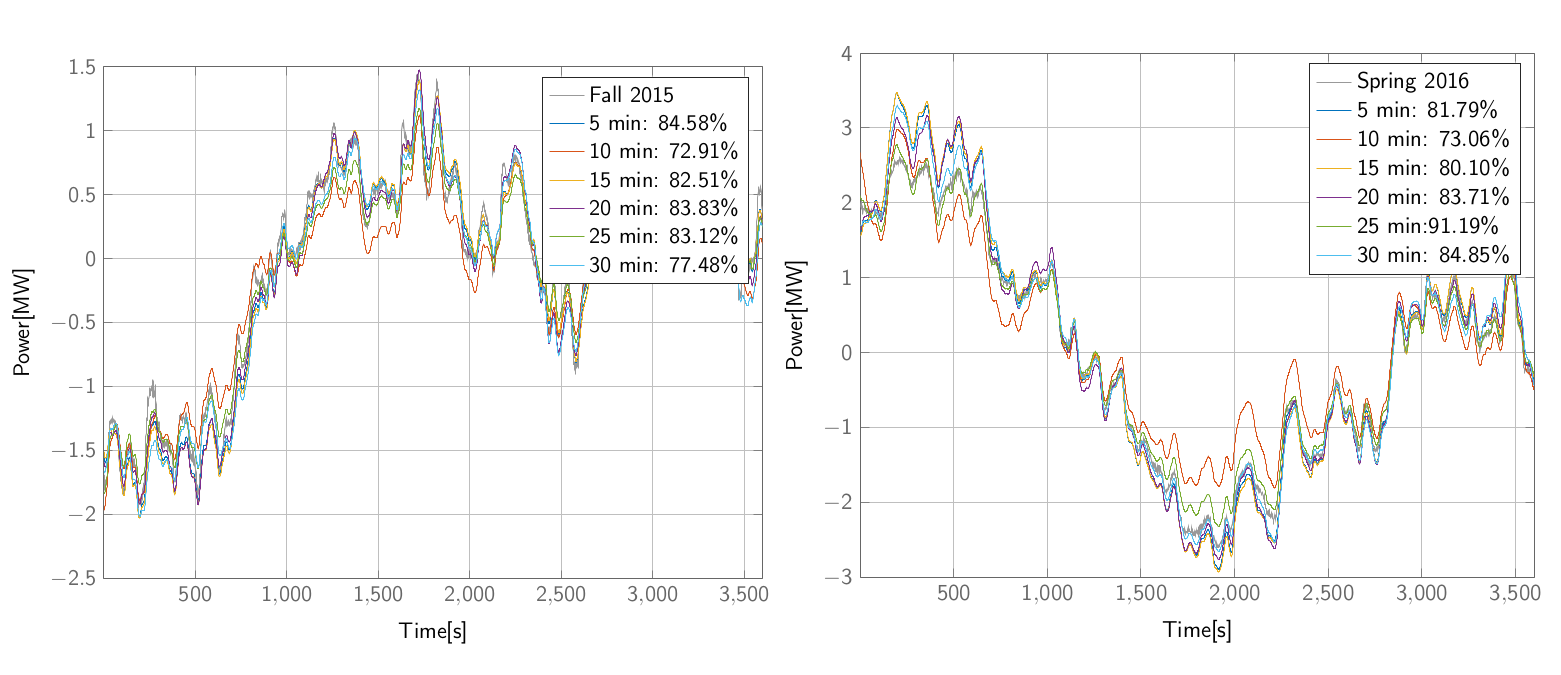 1.5
1
0.5
0
−0.5
−1
−1.5
−2
−2.5
500
1,000
1,500
2,000
2,500
3,000
3,500
Time[s]
Power[MW]
Fall 2015
5 min: 84.58%
10 min: 72.91%
15 min: 82.51%
20 min: 83.83%
25 min: 83.12%
30 min: 77.48%
4
3
2
1
0
−1
−2
−3
500
1,000
1,500
2,000
2,500
3,000
3,500
Time[s]
Power[MW]
Spring 2016
5 min: 81.79%
10 min: 73.06%
15 min: 80.10%
20 min: 83.71%
25 min:91.19%
30 min: 84.85%